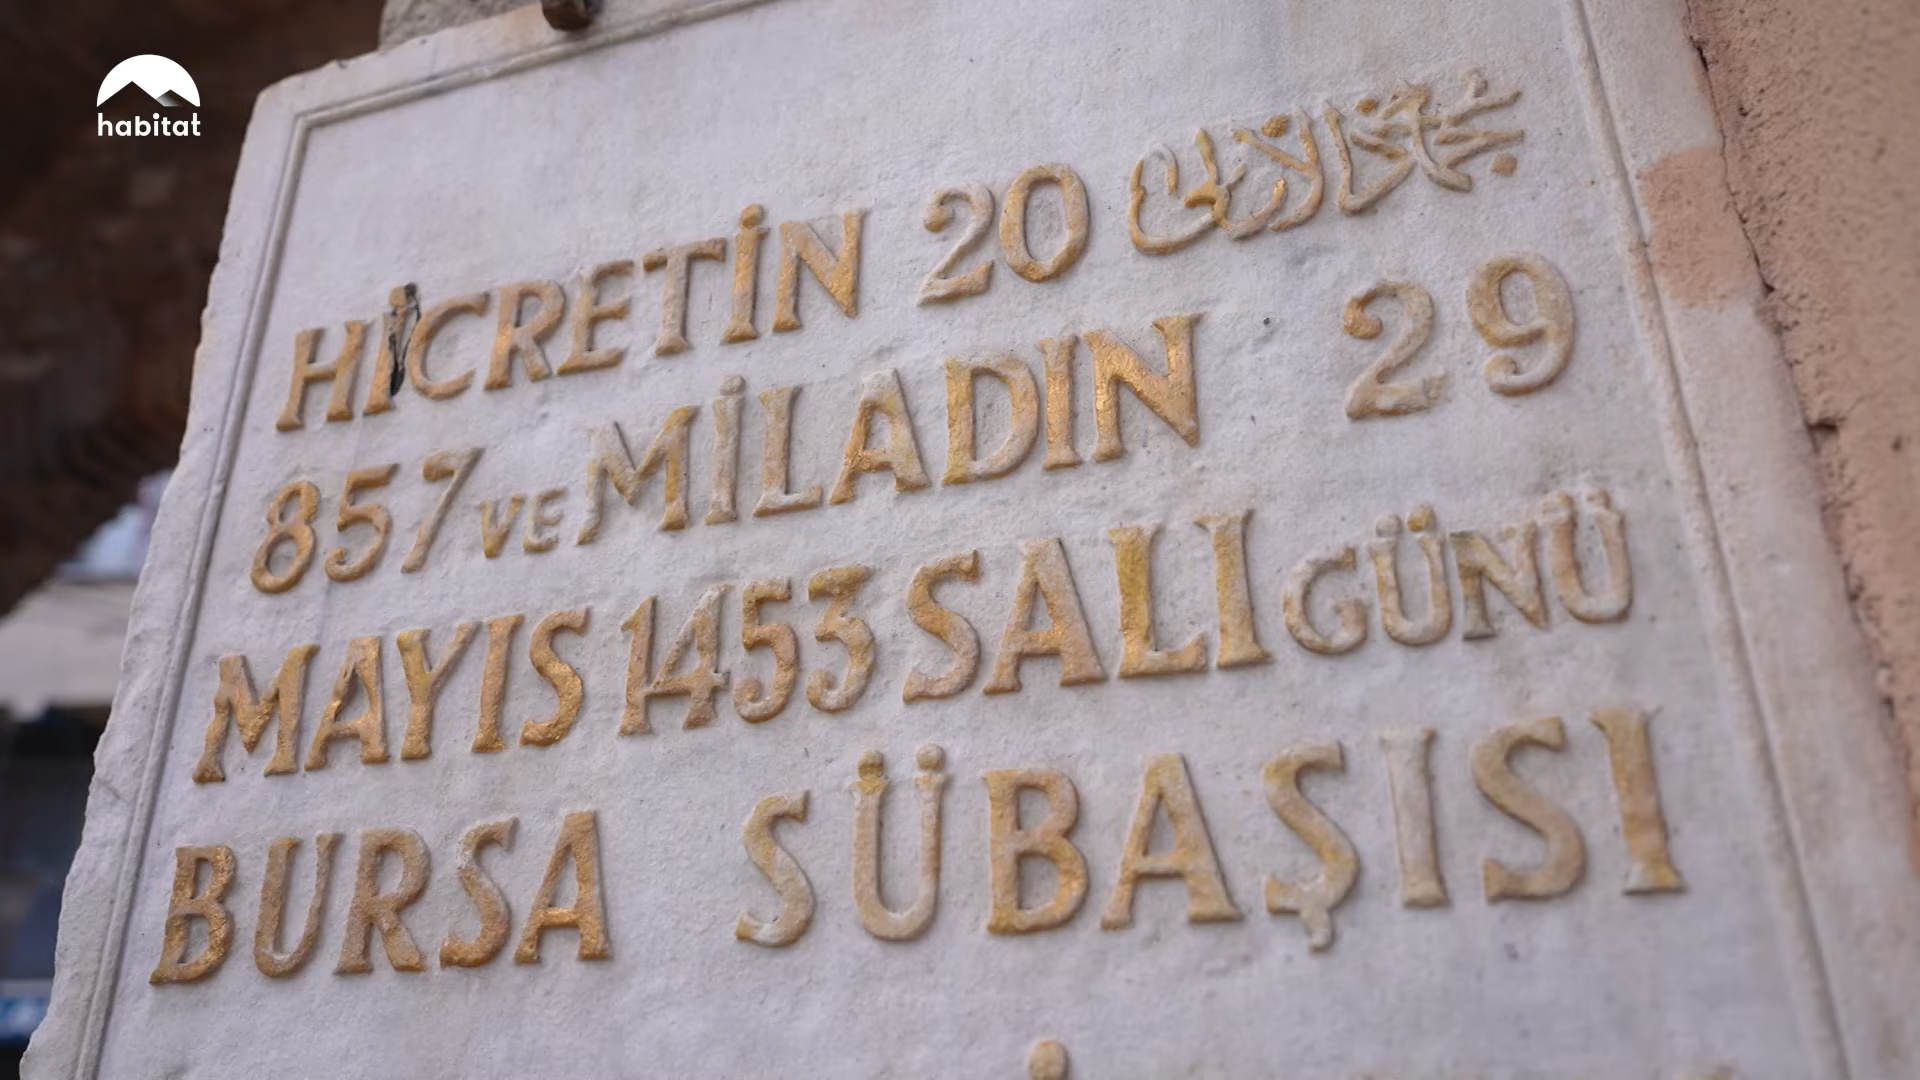 habitat
HİCRETİN 20
857 VE MİLADIN 29
MAYIS 1453 SALI GÜNÜ
BURSA SÜBAŞISI